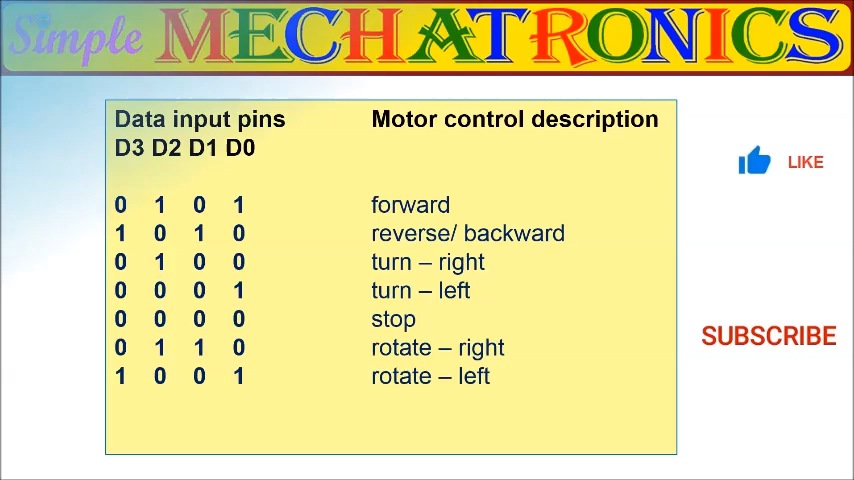 Simple MECHATRONICS
Data input pins Motor control description
D3 D2 D1 D0
0 1 0 1 forward
1 0 1 0 reverse/ backward
0 1 0 0 turn – right
0 0 0 1 turn – left
0 0 0 0 stop
0 1 1 0 rotate – right
1 0 0 1 rotate – left
LIKE
SUBSCRIBE